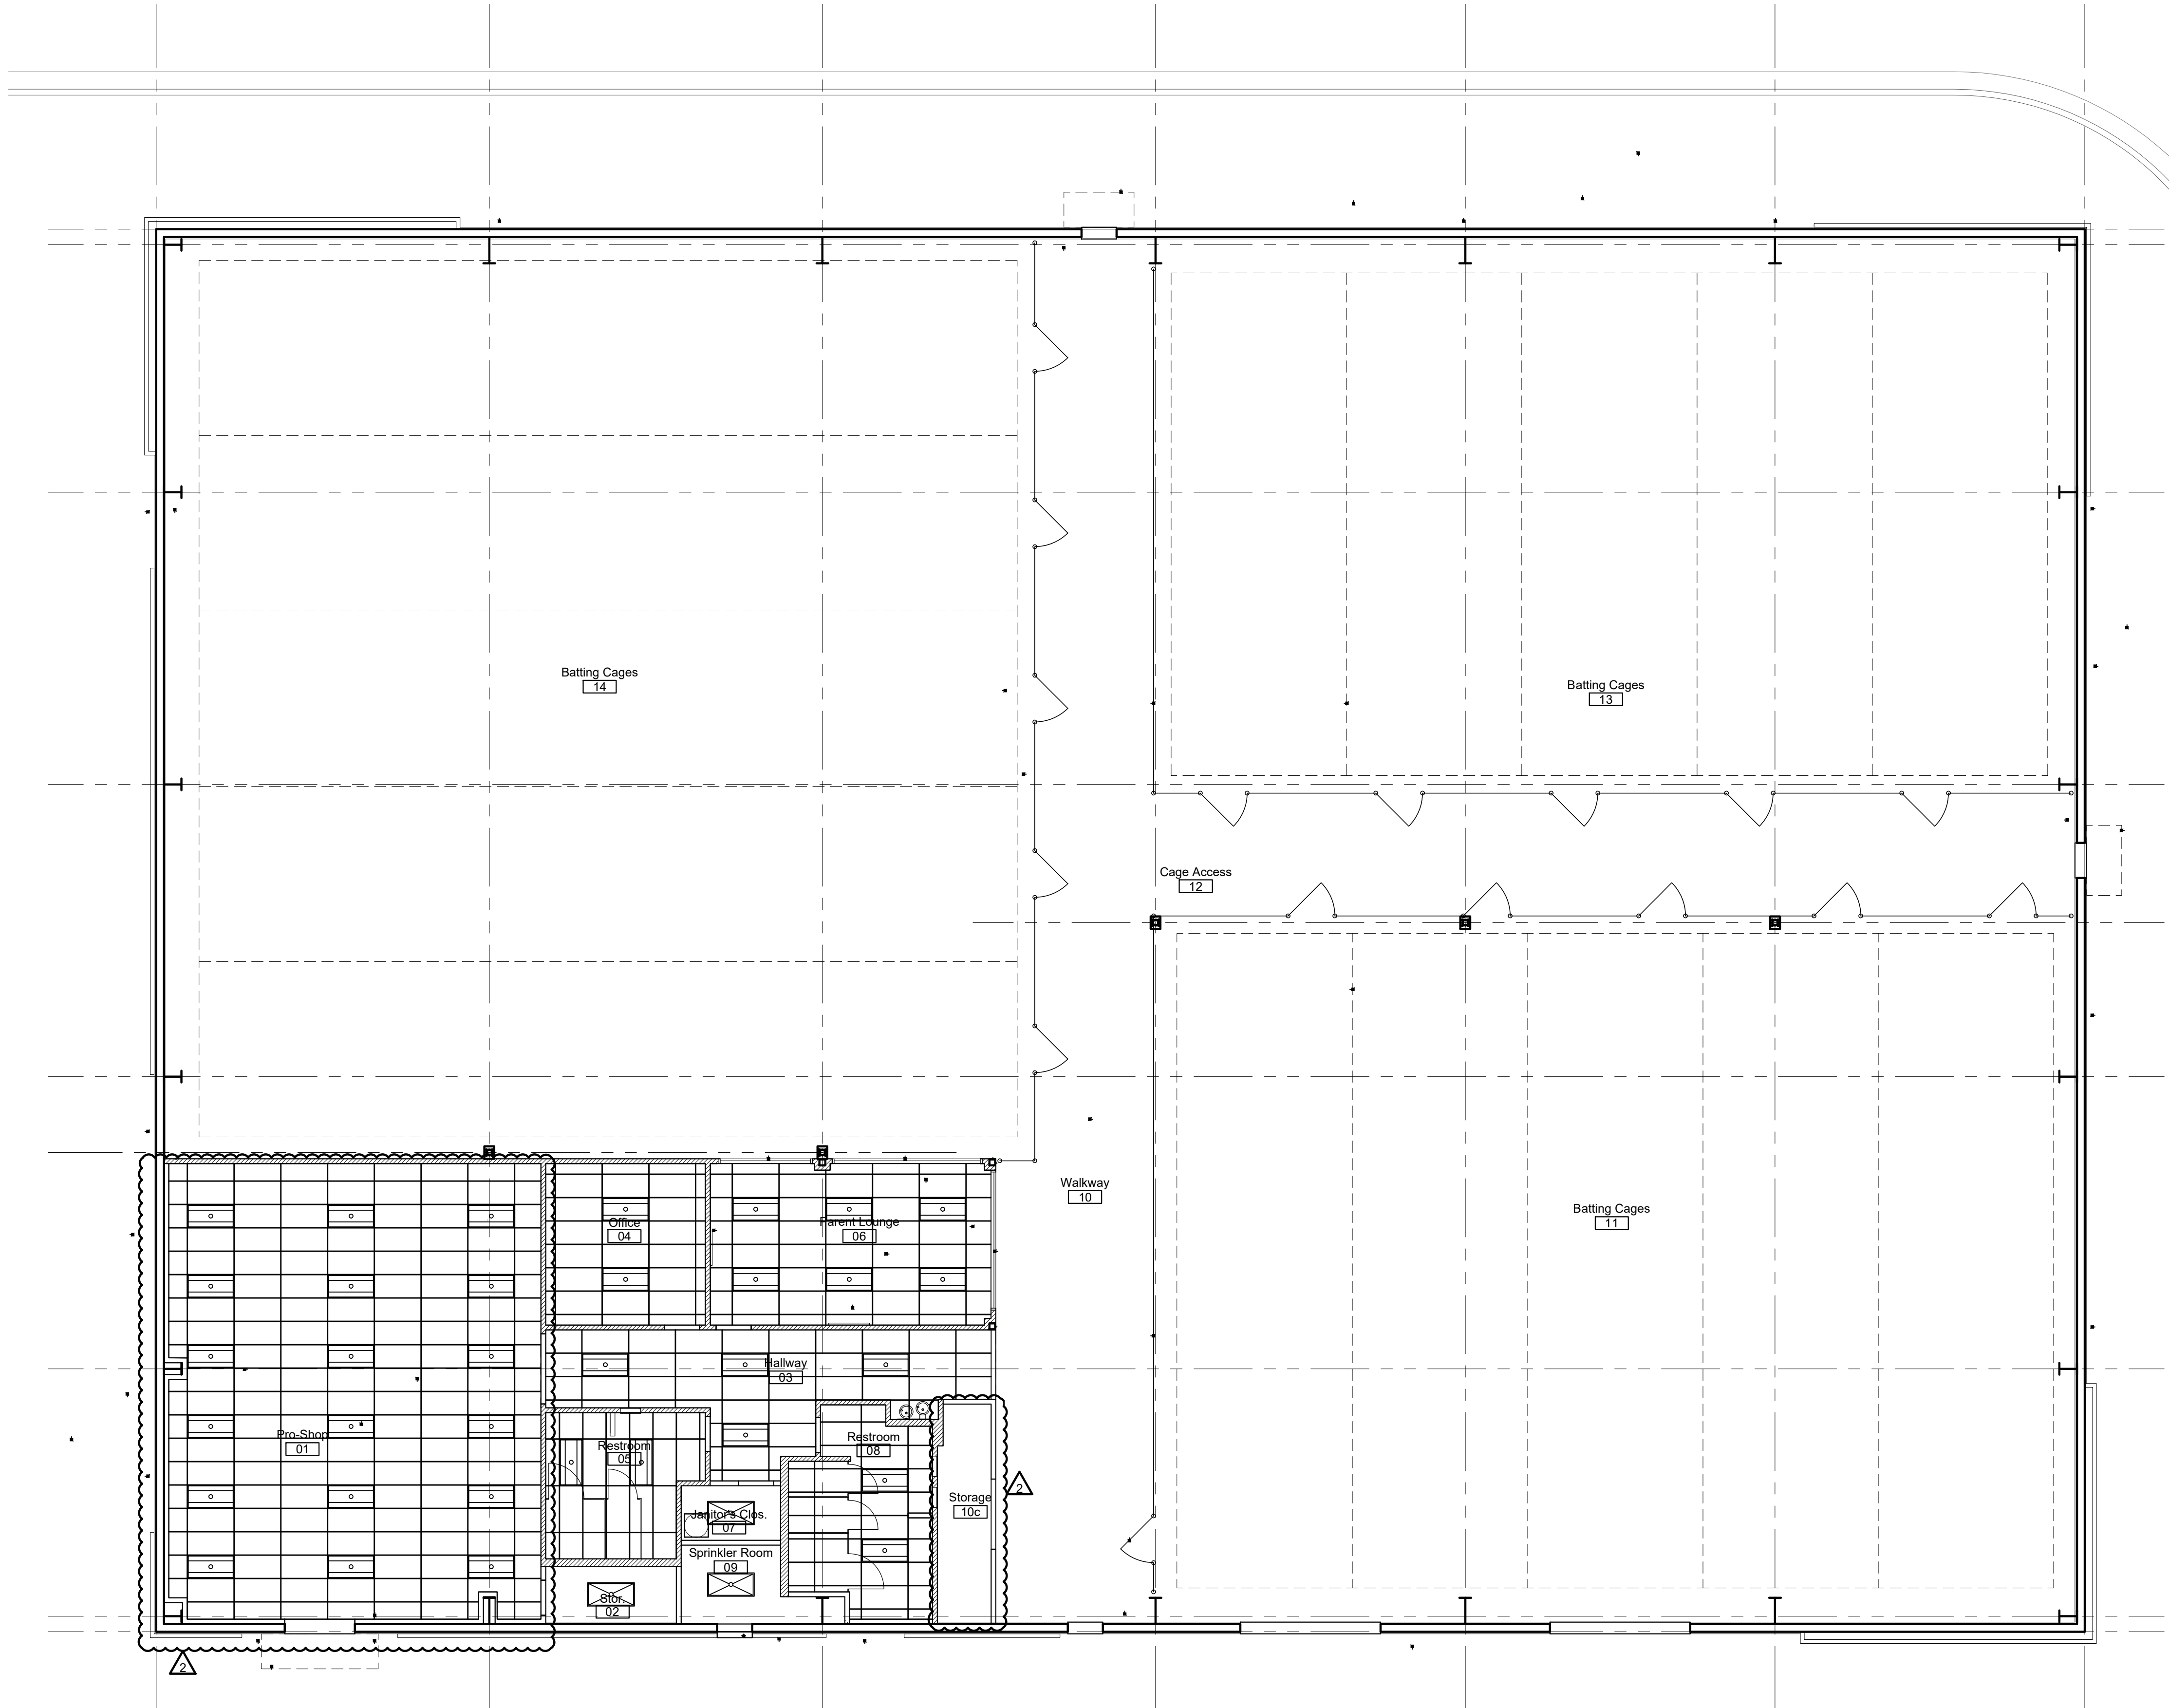 Batting Cages
14
Batting Cages
13
Cage Access
12
Walkway
10
Batting Cages
11
Office
04
Parent Lounge
06
Hallway
03
Pro-Shop
01
Restroom
05
Restroom
08
Storage
10c
2
Janitor's Clos.
07
Sprinkler Room
09
Stor.
02
2